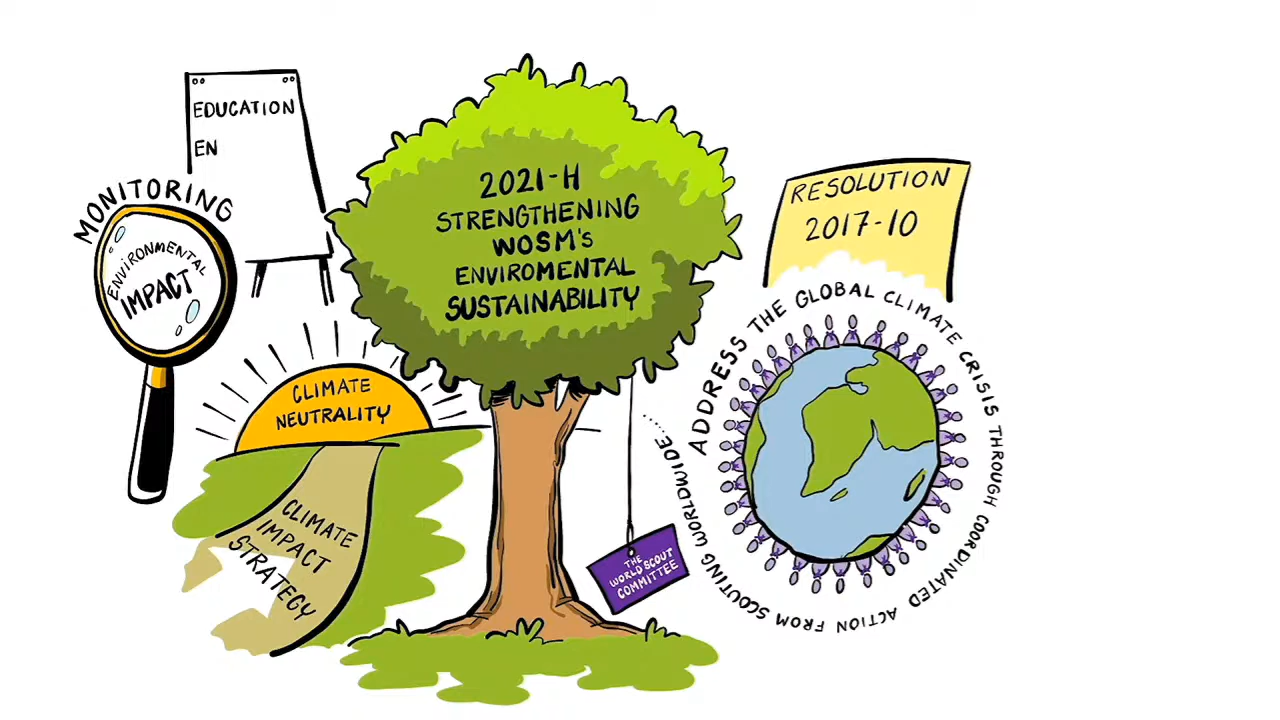 EDUCATION
EN
MONITORING
ENVIRONMENTAL
IMPACT
2021-H
STRENGTHENING
WOSM's
ENVIROMENTAL
SUSTAINABILITY
RESOLUTION
2017-10
ADDRESS THE GLOBAL CLIMATE CRISIS THROUGH COORDINATED ACTION FROM SCOUTING WORLDWIDE
CLIMATE
NEUTRALITY
CLIMATE
IMPACT
STRATEGY
THE
WORLD SCOUT
COMMITTEE